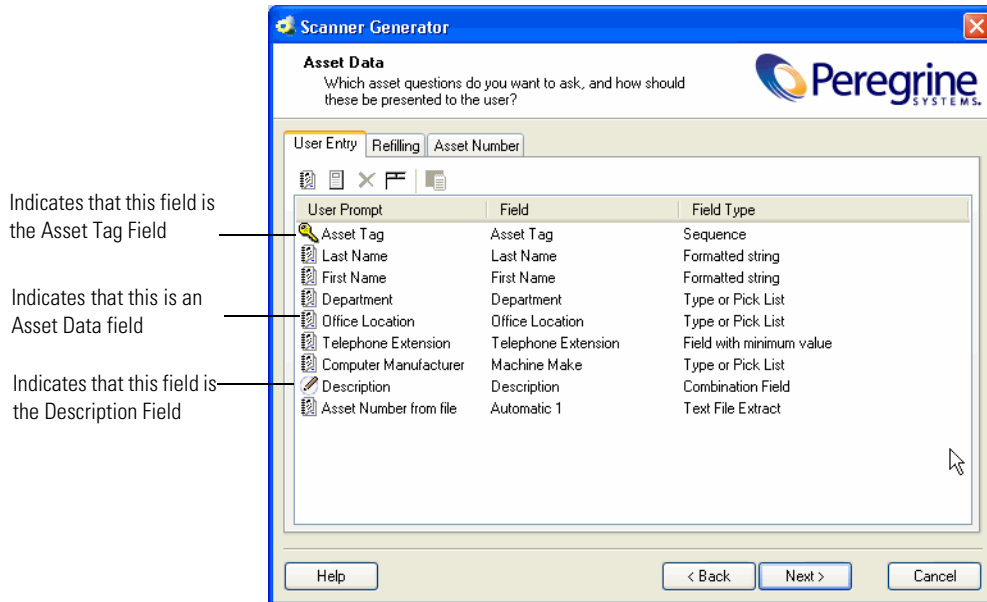 Scanner Generator
Asset Data
Which asset questions do you want to ask, and how should
these be presented to the user?
Peregrine
SYSTEMS.
User Entry Refilling Asset Number
Indicates that this field is
the Asset Tag Field
Indicates that this is an
Asset Data field
Indicates that this field is
the Description Field
User Prompt Field Field Type
Asset Tag Asset Tag Sequence
Last Name Last Name Formatted string
First Name First Name Formatted string
Department Department Type or Pick List
Office Location Office Location Type or Pick List
Telephone Extension Telephone Extension Field with minimum value
Computer Manufacturer Machine Make Type or Pick List
Description Description Combination Field
Asset Number from file Automatic 1 Text File Extract
Help < Back Next > Cancel